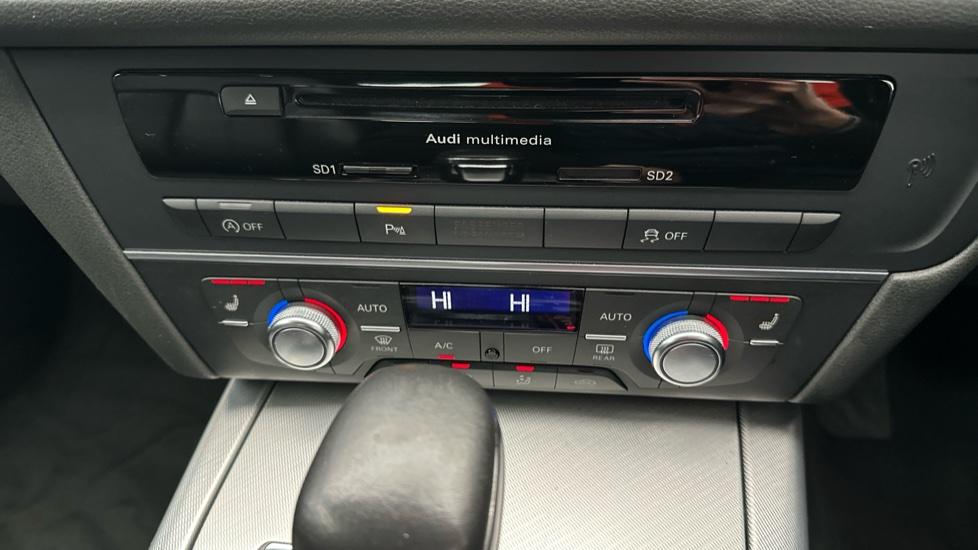 Audi multimedia
SD1 SD2
A OFF
P
OFF
HI HI
AUTO
AUTO
FRONT
A/C
OFF
REAR